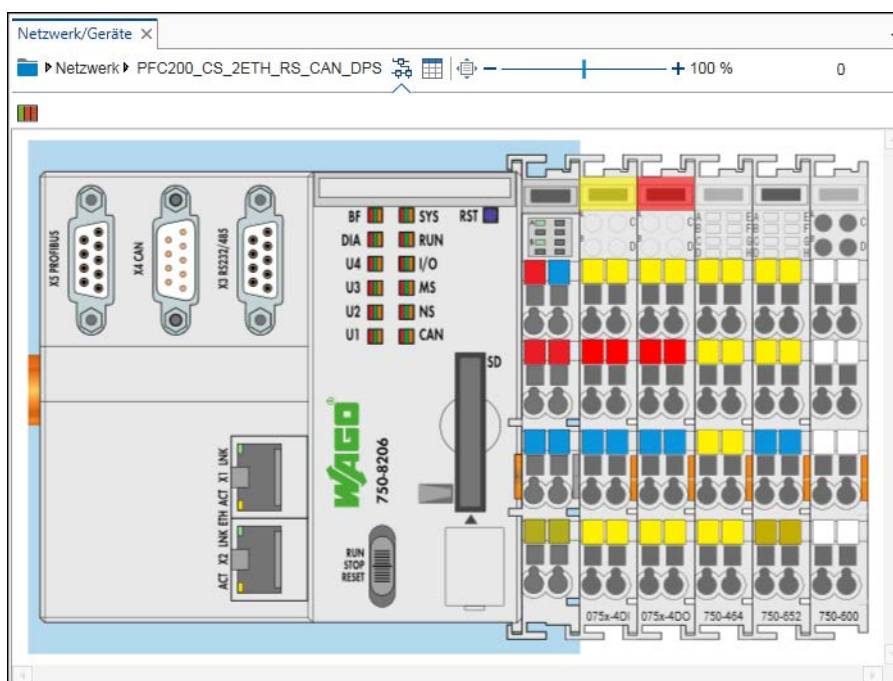 Netzwerk/Geräte
Netzwerk PFC200_CS_2ETH_RS_CAN_DPS 100 % 0
X5 PROFIBUS
X4 CAN
X3 RS232/485
BF SYS RST
DIA RUN
U4 I/O
U3 MS
U2 NS
U1 CAN
SD
WAGO®
750-8206
ACT X1 LNK
ACT X2 LNK ETH
RUN
STOP
RESET
A
B
A C
B D
A C
B D
A E
B F
C G
D H
A E
B F
C G
D H
A C
B D
075x-4DI 075x-4DO 750-464 750-652 750-600